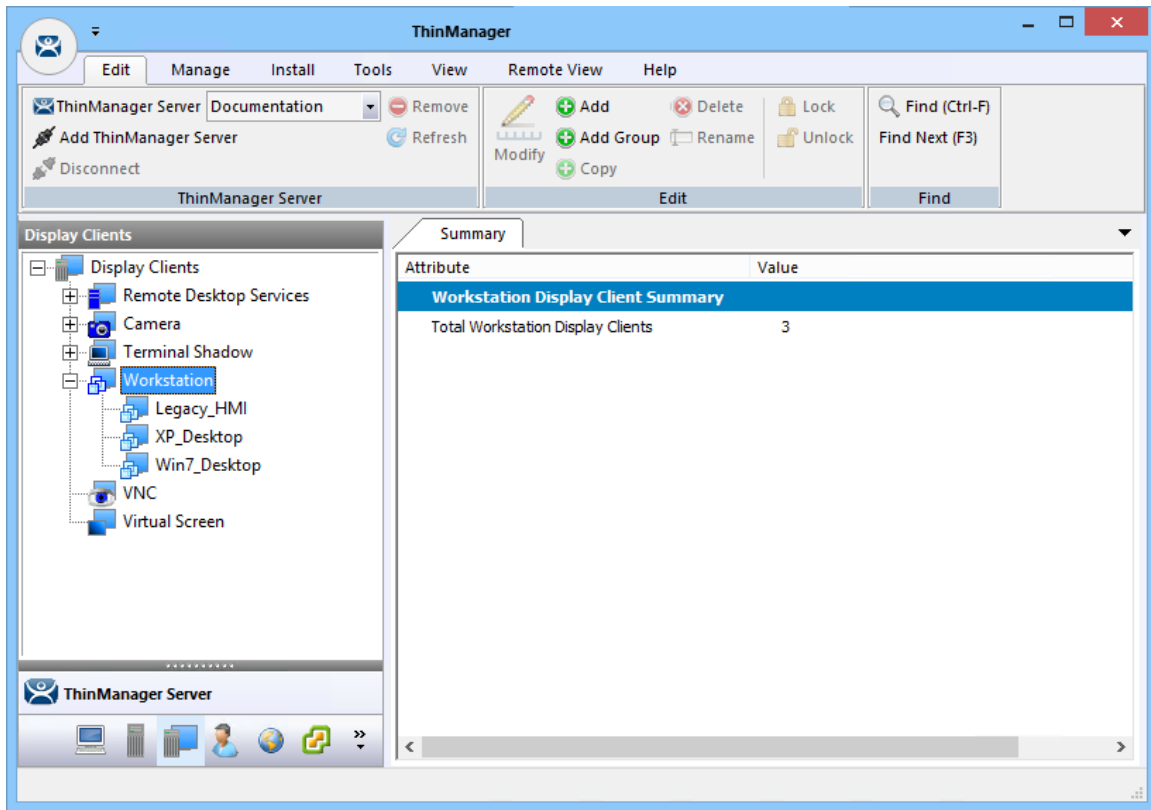 ThinManager
Edit Manage Install Tools View Remote View Help
ThinManager Server Documentation Remove Add Delete Lock Find (Ctrl-F)
Add ThinManager Server Refresh Modify Add Group Rename Unlock Find Next (F3)
Disconnect Copy
ThinManager Server Edit Find
Display Clients Summary
Display Clients Attribute Value
Remote Desktop Services Workstation Display Client Summary
Camera Total Workstation Display Clients 3
Terminal Shadow
Workstation
Legacy_HMI
XP_Desktop
Win7_Desktop
VNC
Virtual Screen
ThinManager Server